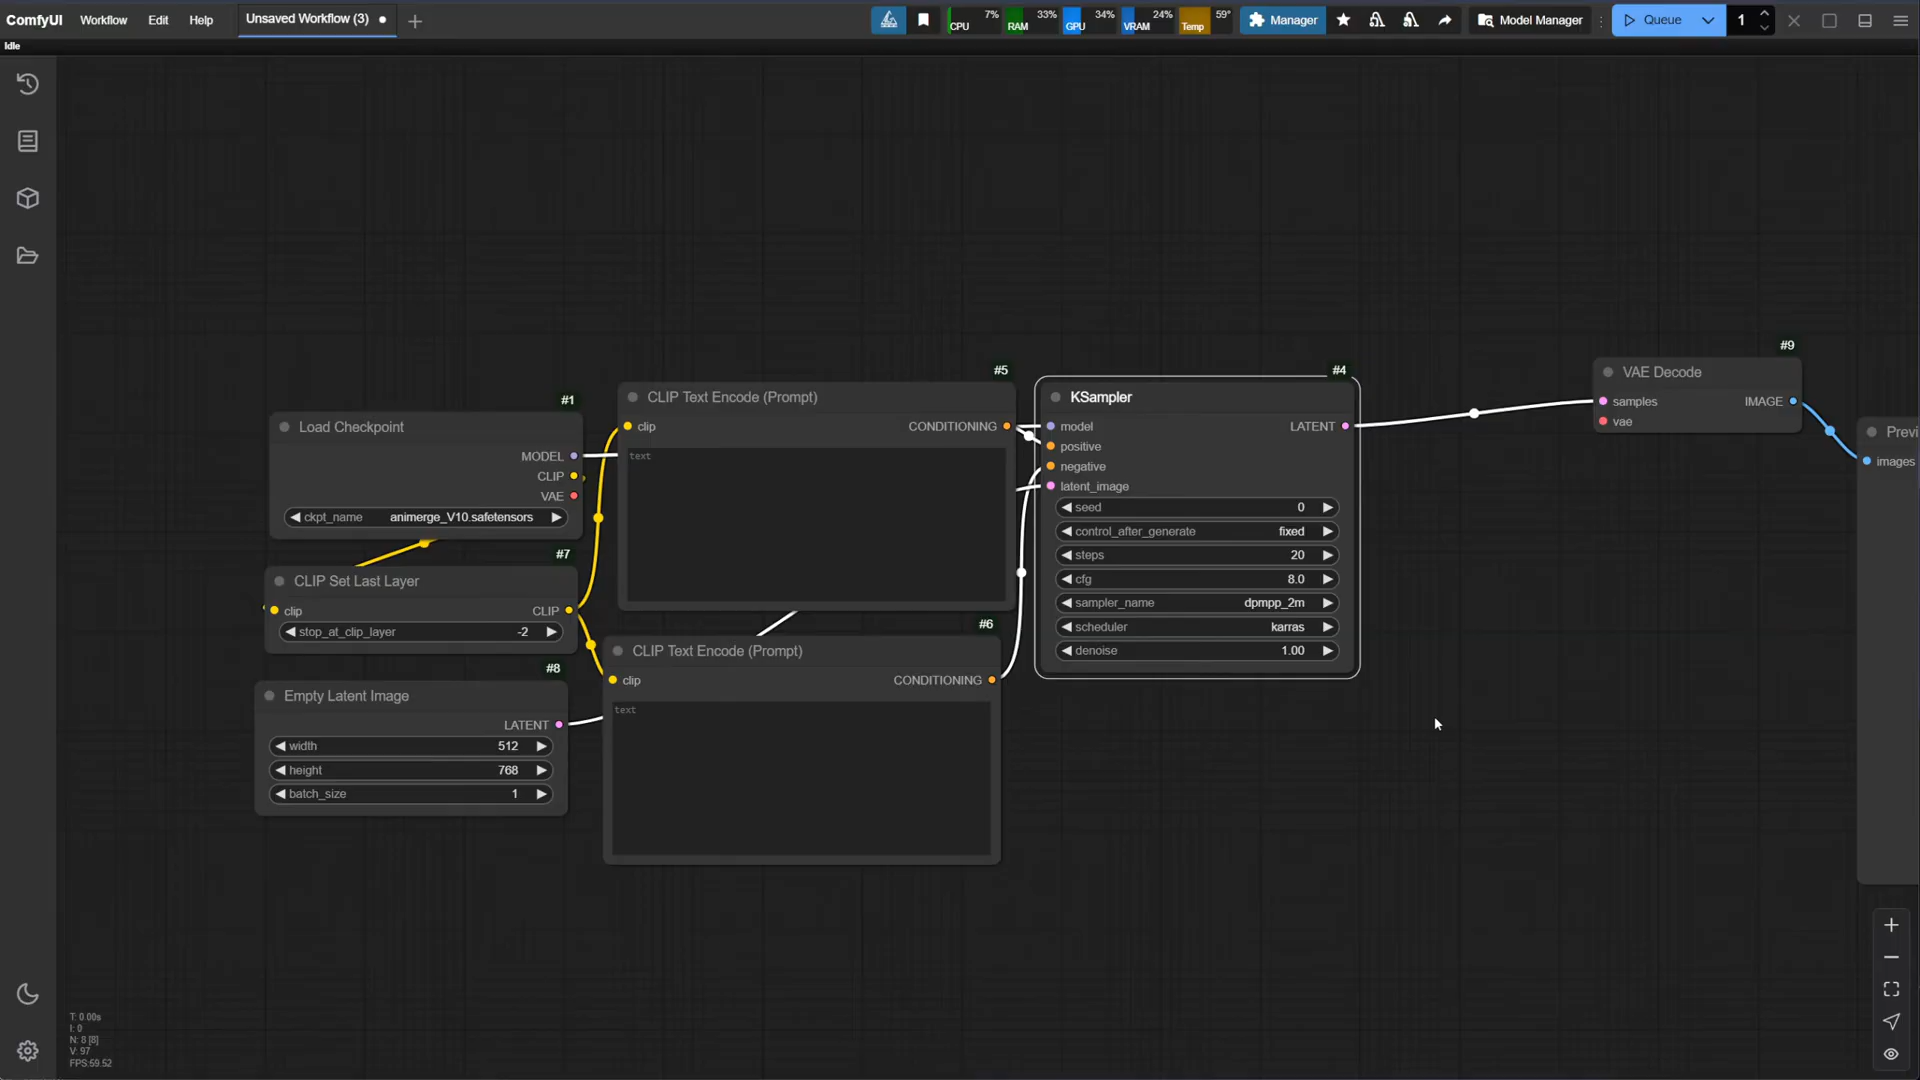 ComfyUI Workflow Edit Help Unsaved Workflow (3) CPU 7% RAM 33% GPU 34% VRAM 24% Temp 59° Manager Model Manager Queue 1
Idle
#1
Load Checkpoint
MODEL
CLIP
VAE
ckpt_name animerge_V10.safetensors
#7
CLIP Set Last Layer
clip CLIP
stop_at_clip_layer -2
#8
Empty Latent Image
LATENT
width 512
height 768
batch_size 1
#5
CLIP Text Encode (Prompt)
clip CONDITIONING
text
#6
CLIP Text Encode (Prompt)
clip CONDITIONING
text
#4
KSampler
model LATENT
positive
negative
latent_image
seed 0
control_after_generate fixed
steps 20
cfg 8.0
sampler_name dpmpp_2m
scheduler karras
denoise 1.00
#9
VAE Decode
samples IMAGE
vae
Previ
images
T: 0.00s
I: 0
N: 8 [8]
V: 97
FPS:59.52